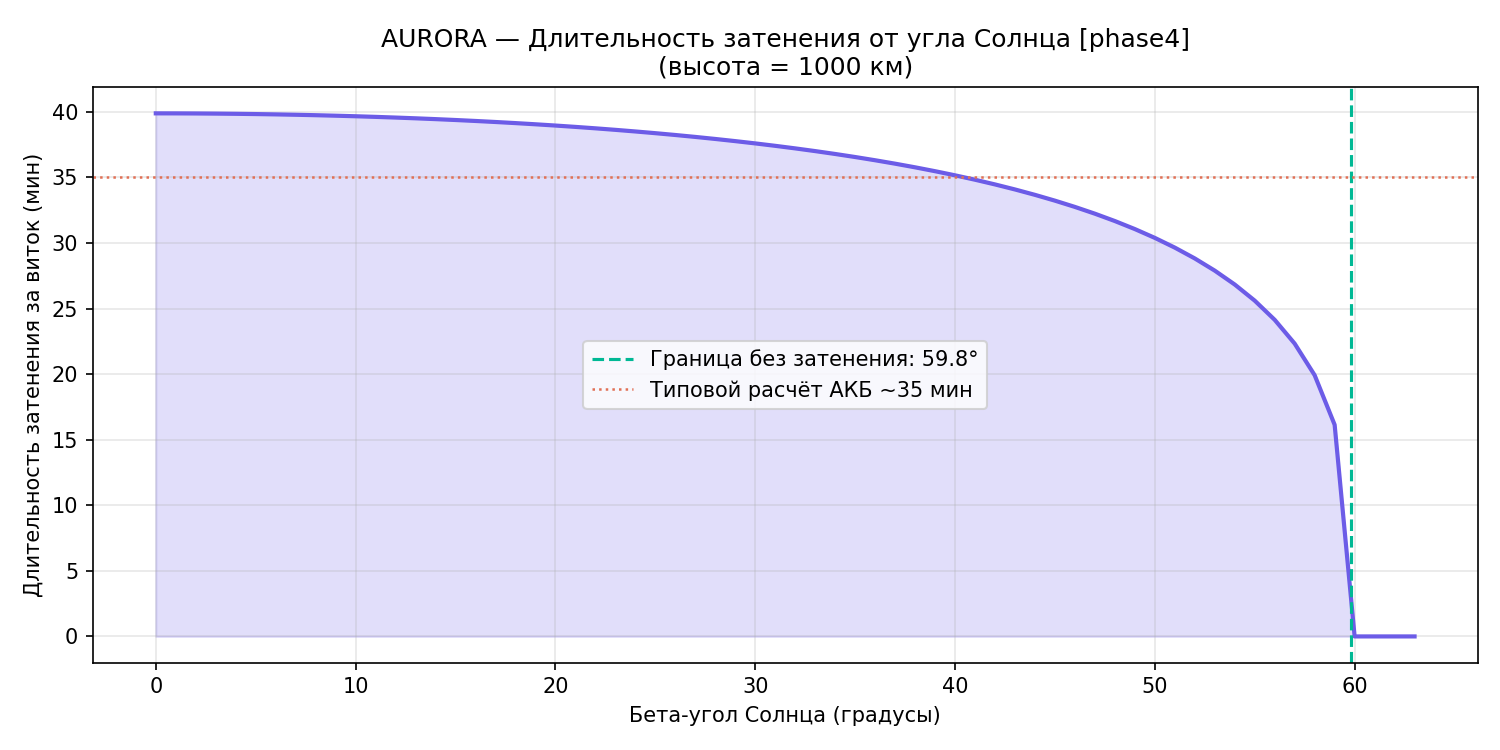 AURORA — Длительность затенения от угла Солнца [phase4]
(высота = 1000 км)
Длительность затенения за виток (мин)
40
35
30
25
20
15
10
5
0
Граница без затенения: 59.8°
Типовой расчёт АКБ ~35 мин
0 10 20 30 40 50 60
Бета-угол Солнца (градусы)